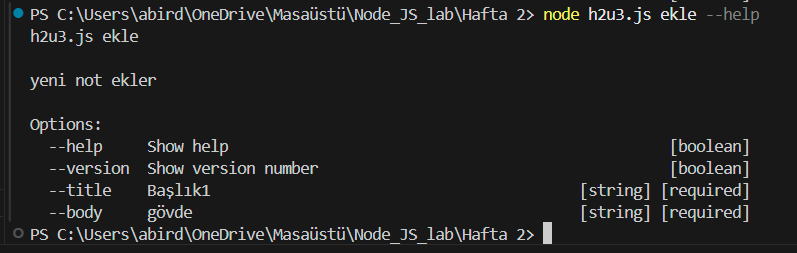 PS C:\Users\abird\OneDrive\Masaüstü\Node_JS_lab\Hafta 2> node h2u3.js ekle --help
h2u3.js ekle
yeni not ekler
Options:
--help Show help [boolean]
--version Show version number [boolean]
--title Başlık1 [string] [required]
--body gövde [string] [required]
PS C:\Users\abird\OneDrive\Masaüstü\Node_JS_lab\Hafta 2>